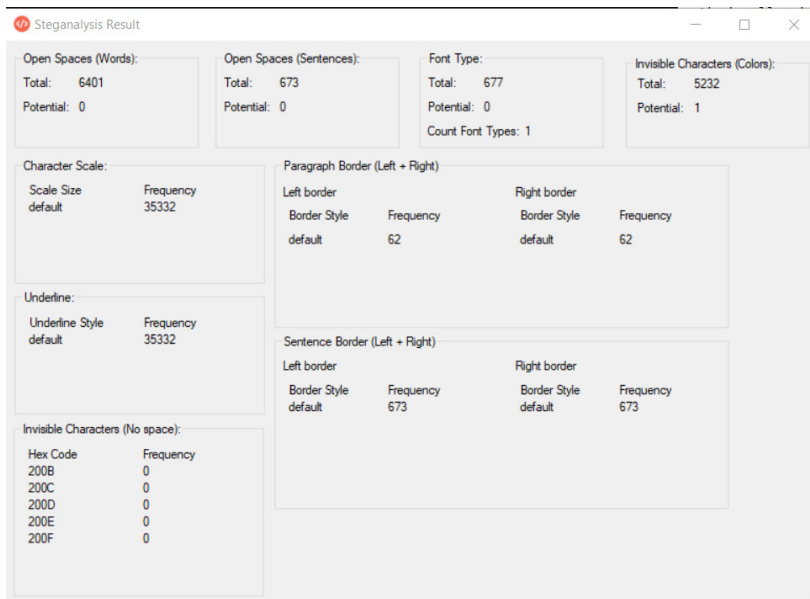 Steganalysis Result
Open Spaces (Words):
Total: 6401
Potential: 0
Open Spaces (Sentences):
Total: 673
Potential: 0
Font Type:
Total: 677
Potential: 0
Count Font Types: 1
Invisible Characters (Colors):
Total: 5232
Potential: 1
Character Scale:
Scale Size Frequency
default 35332
Paragraph Border (Left + Right)
Left border Right border
Border Style Frequency Border Style Frequency
default 62 default 62
Underline:
Underline Style Frequency
default 35332
Sentence Border (Left + Right)
Left border Right border
Border Style Frequency Border Style Frequency
default 673 default 673
Invisible Characters (No space):
Hex Code Frequency
200B 0
200C 0
200D 0
200E 0
200F 0